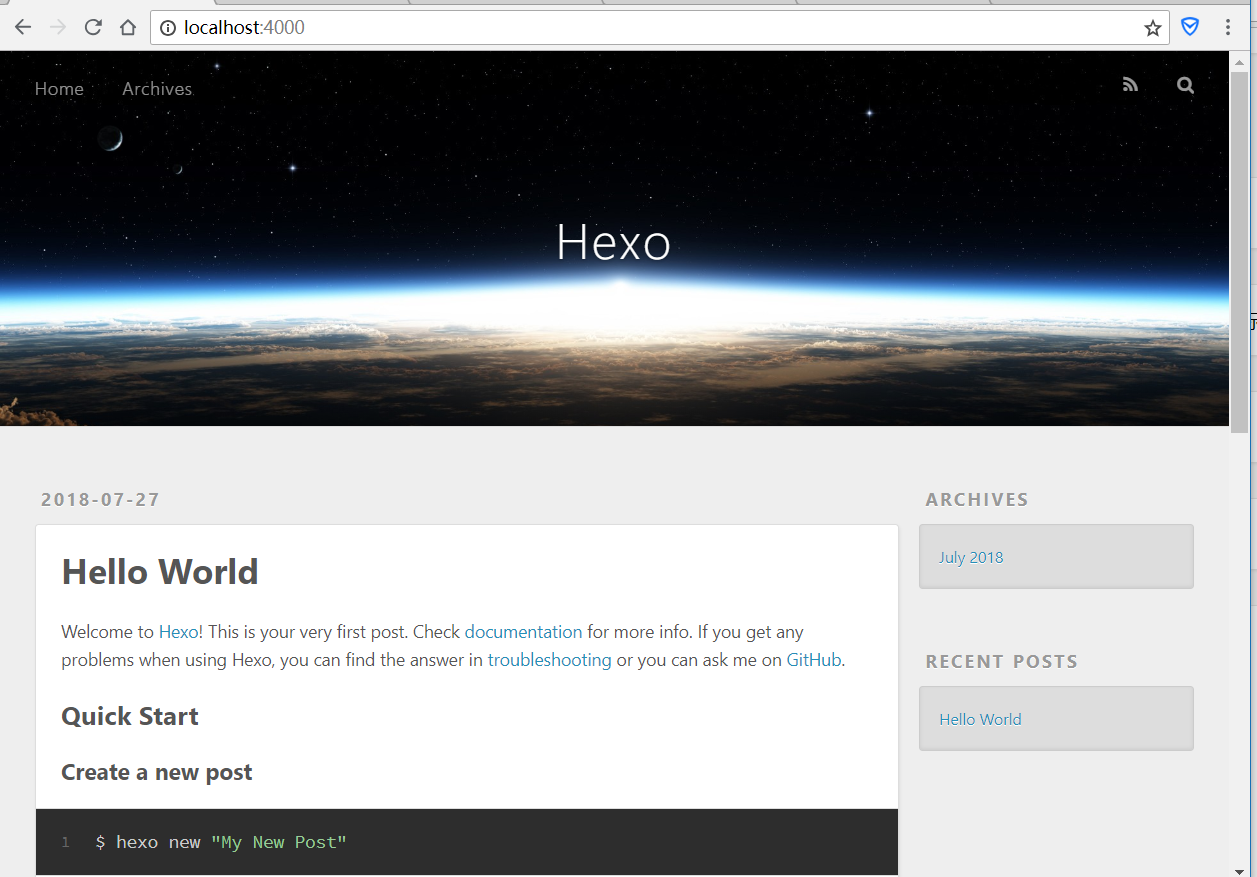 localhost:4000
Home Archives
Hexo
2018-07-27
Hello World
Welcome to Hexo! This is your very first post. Check documentation for more info. If you get any
problems when using Hexo, you can find the answer in troubleshooting or you can ask me on GitHub.
Quick Start
Create a new post
1 $ hexo new "My New Post"
ARCHIVES
July 2018
RECENT POSTS
Hello World